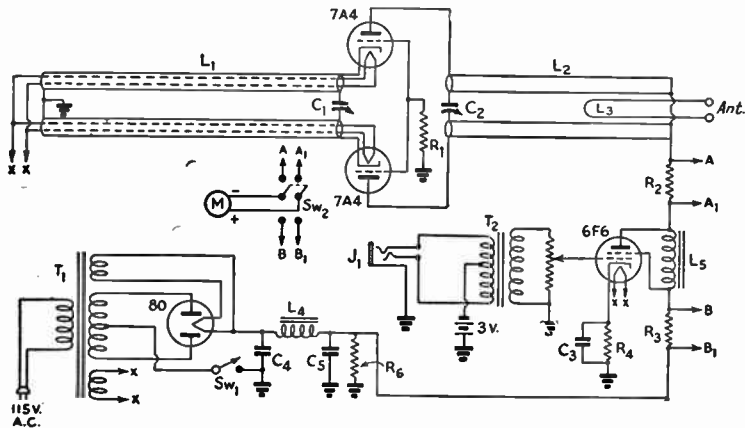 7A4
L1
L2
C1
C2
L3
Ant.
R1
X X
7A4
A A1
A
R2
M
-
+
Sw2
A1
B B1
T2
6F6
T1
J1
L5
80
L4
X X
B
3 V.
C3
R4
R3
C4
C5
R6
B1
Sw1
X
X
115 V.
A.C.